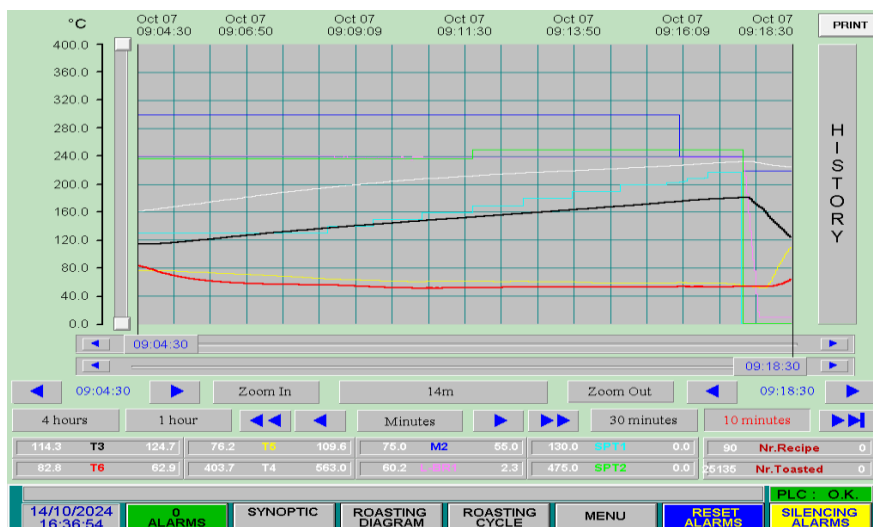 °C
Oct 07 Oct 07 Oct 07 Oct 07 Oct 07 Oct 07 Oct 07
09:04:30 09:06:50 09:09:09 09:11:30 09:13:50 09:16:09 09:18:30
PRINT
400.0
360.0
320.0
280.0
240.0
200.0
160.0
120.0
80.0
40.0
0.0
HISTORY
09:04:30
09:18:30
09:04:30 Zoom In 14m Zoom Out 09:18:30
4 hours 1 hour Minutes 30 minutes 10 minutes
114.3 T3 124.7 76.2 T5 109.6 75.0 M2 55.0 130.0 SPT1 0.0 90 Nr.Recipe 0
82.8 T6 62.9 403.7 T4 563.0 60.2 L-BR1 2.3 475.0 SPT2 0.0 25135 Nr.Toasted 0
PLC : O.K.
14/10/2024 0 SYNOPTIC ROASTING ROASTING MENU RESET SILENCING
16:36:54 ALARMS DIAGRAM CYCLE ALARMS ALARMS